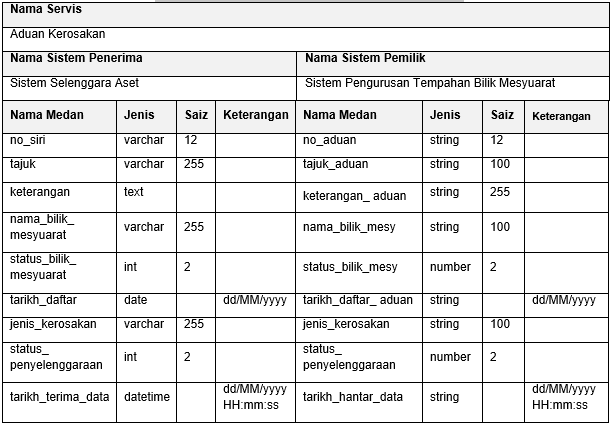 Nama Servis
Aduan Kerosakan
Nama Sistem Penerima Nama Sistem Pemilik
Sistem Selenggara Aset Sistem Pengurusan Tempahan Bilik Mesyuarat
Nama Medan Jenis Saiz Keterangan Nama Medan Jenis Saiz Keterangan
no_siri varchar 12 no_aduan string 12
tajuk varchar 255 tajuk_aduan string 100
keterangan text keterangan_ aduan string 255
nama_bilik_
mesyuarat varchar 255 nama_bilik_mesy string 100
status_bilik_
mesyuarat int 2 status_bilik_mesy number 2
tarikh_daftar date dd/MM/yyyy tarikh_daftar_ aduan string dd/MM/yyyy
jenis_kerosakan varchar 255 jenis_kerosakan string 100
status_ status_
penyelenggaraan int 2 penyelenggaraan number 2
dd/MM/yyyy dd/MM/yyyy
tarikh_terima_data datetime HH:mm:ss tarikh_hantar_data string HH:mm:ss